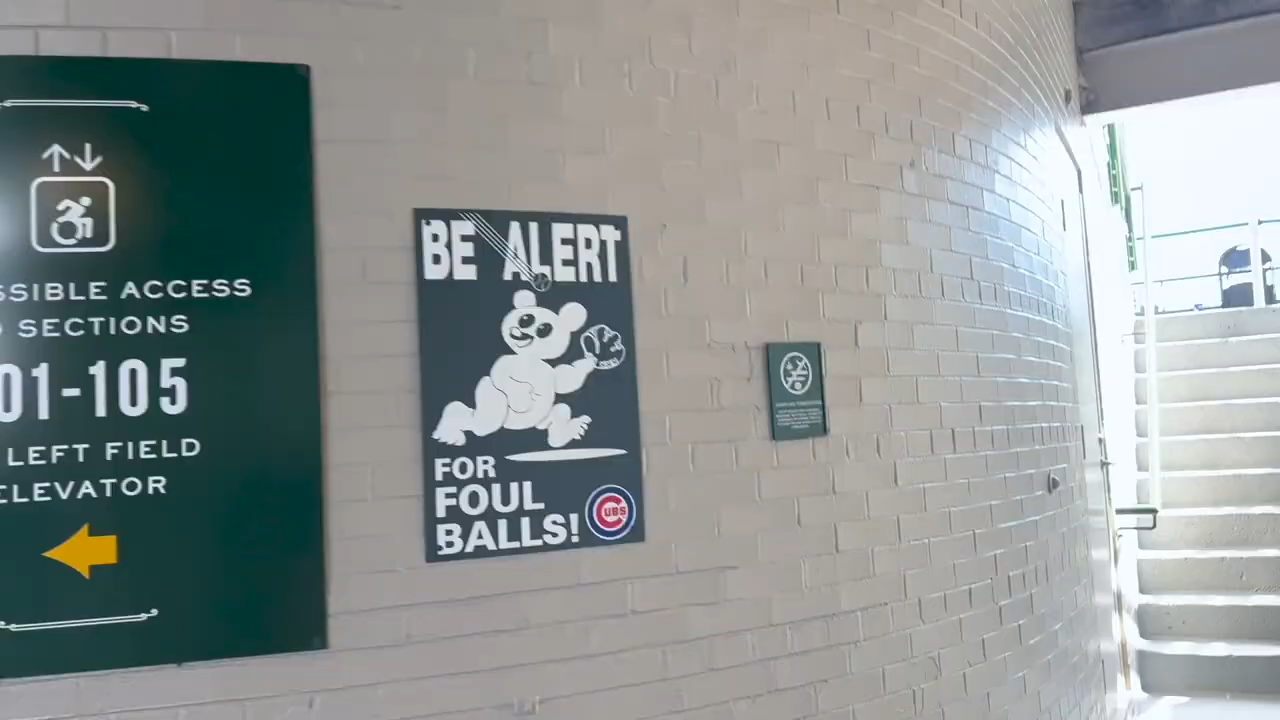 SSIBLE ACCESS
SECTIONS
01-105
LEFT FIELD
ELEVATOR
BE ALERT
FOR
FOUL
BALLS!
CUBS